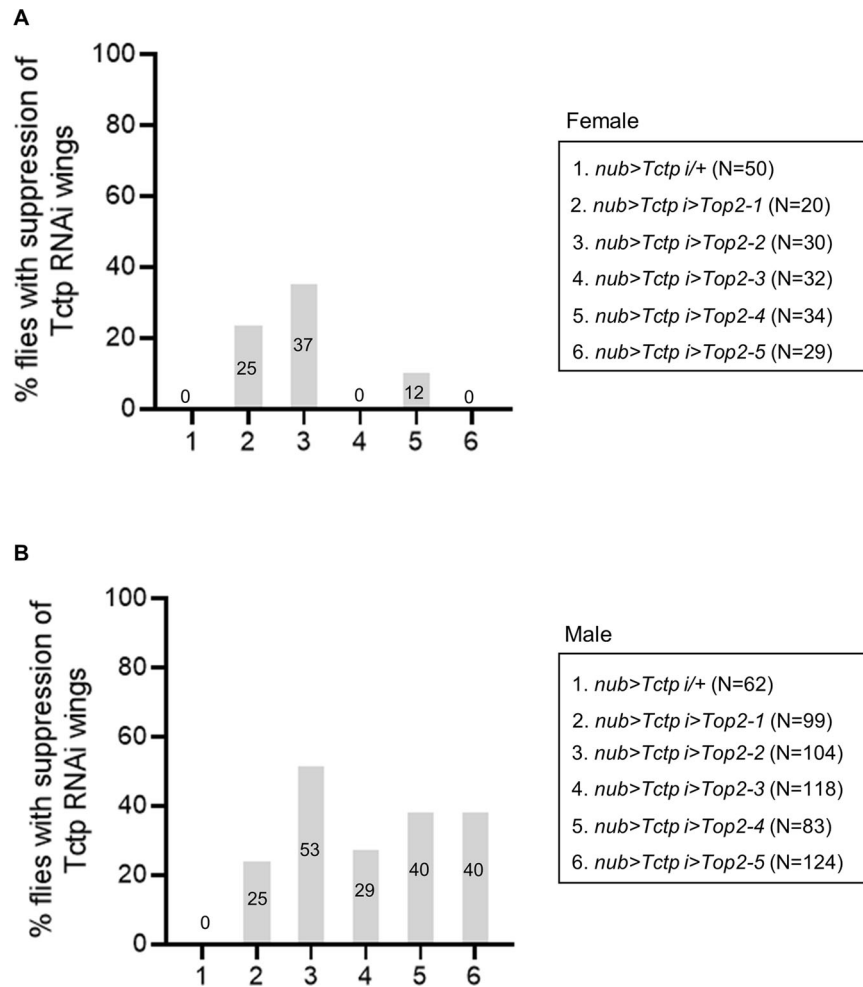 A
% flies with suppression of
Tctp RNAi wings
100
80
60
40
20
0
0
25
37
0
12
0
1 2 3 4 5 6
Female
1. nub>Tctp i/+ (N=50)
2. nub>Tctp i>Top2-1 (N=20)
3. nub>Tctp i>Top2-2 (N=30)
4. nub>Tctp i>Top2-3 (N=32)
5. nub>Tctp i>Top2-4 (N=34)
6. nub>Tctp i>Top2-5 (N=29)
B
% flies with suppression of
Tctp RNAi wings
100
80
60
40
20
0
0
25
53
29
40
40
1 2 3 4 5 6
Male
1. nub>Tctp i/+ (N=62)
2. nub>Tctp i>Top2-1 (N=99)
3. nub>Tctp i>Top2-2 (N=104)
4. nub>Tctp i>Top2-3 (N=118)
5. nub>Tctp i>Top2-4 (N=83)
6. nub>Tctp i>Top2-5 (N=124)